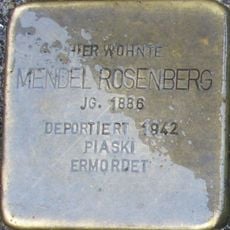 HIER WOHNTE
MENDEL ROSENBERG
JG. 1886
DEPORTIERT 1942
PIASKI
ERMORDET